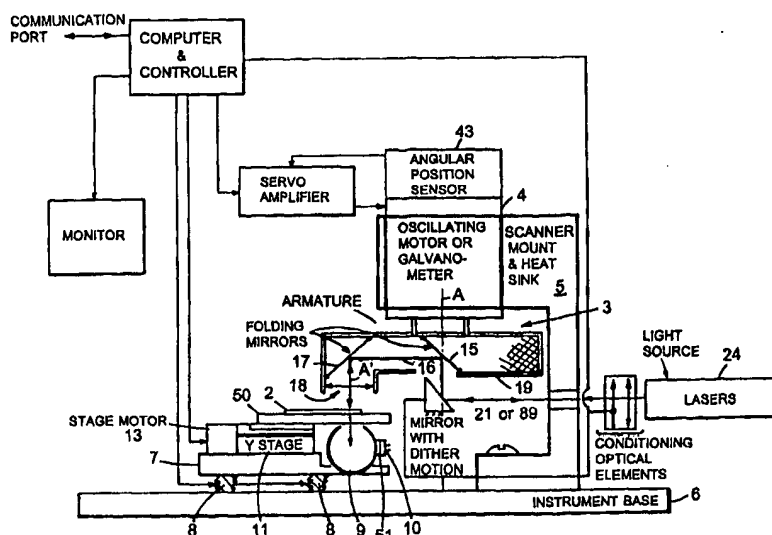 COMMUNICATION
PORT
COMPUTER
&
CONTROLLER
43
ANGULAR
POSITION
SENSOR
SERVO
AMPLIFIER
4
MONITOR
OSCILLATING
MOTOR OR
GALVANO-
METER
SCANNER
MOUNT
& HEAT
SINK
5
A
ARMATURE
3
FOLDING
MIRRORS
15
17
16
A'
18
19
LIGHT
SOURCE
24
LASERS
2
50
21 or 89
STAGE MOTOR
13
Y STAGE
MIRROR
WITH
DITHER
MOTION
CONDITIONING
OPTICAL
ELEMENTS
7
INSTRUMENT BASE
6
8
11
8
9
51
10